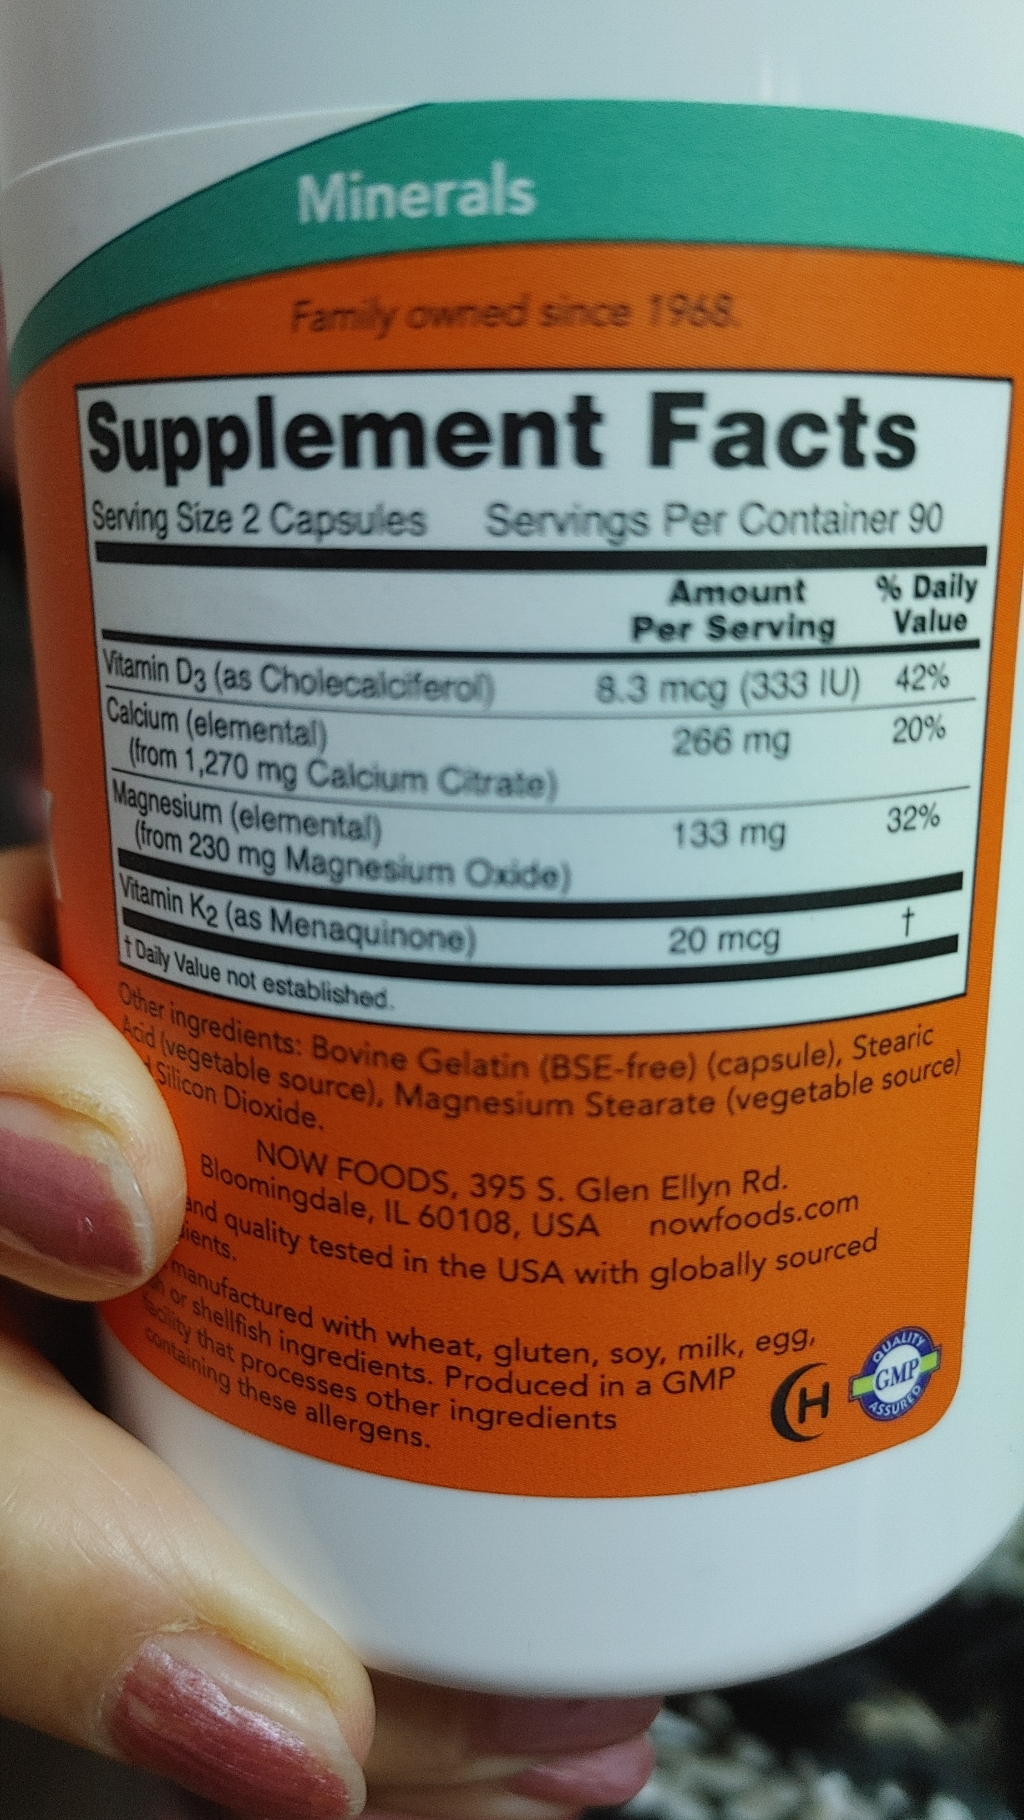 Minerals
Family owned since 1968.
Supplement Facts
Serving Size 2 Capsules Servings Per Container 90
Amount Per Serving % Daily Value
Vitamin D3 (as Cholecalciferol) 8.3 mcg (333 IU) 42%
Calcium (elemental) 266 mg 20%
(from 1,270 mg Calcium Citrate)
Magnesium (elemental) 133 mg 32%
(from 230 mg Magnesium Oxide)
Vitamin K2 (as Menaquinone) 20 mcg †
† Daily Value not established.
Other ingredients: Bovine Gelatin (BSE-free) (capsule), Stearic
Acid (vegetable source), Magnesium Stearate (vegetable source)
Silicon Dioxide.
NOW FOODS, 395 S. Glen Ellyn Rd.
Bloomingdale, IL 60108, USA nowfoods.com
and quality tested in the USA with globally sourced
manufactured with wheat, gluten, soy, milk, egg,
or shellfish ingredients. Produced in a GMP
facility that processes other ingredients
containing these allergens.
CH
QUALITY
GMP
ASSURED